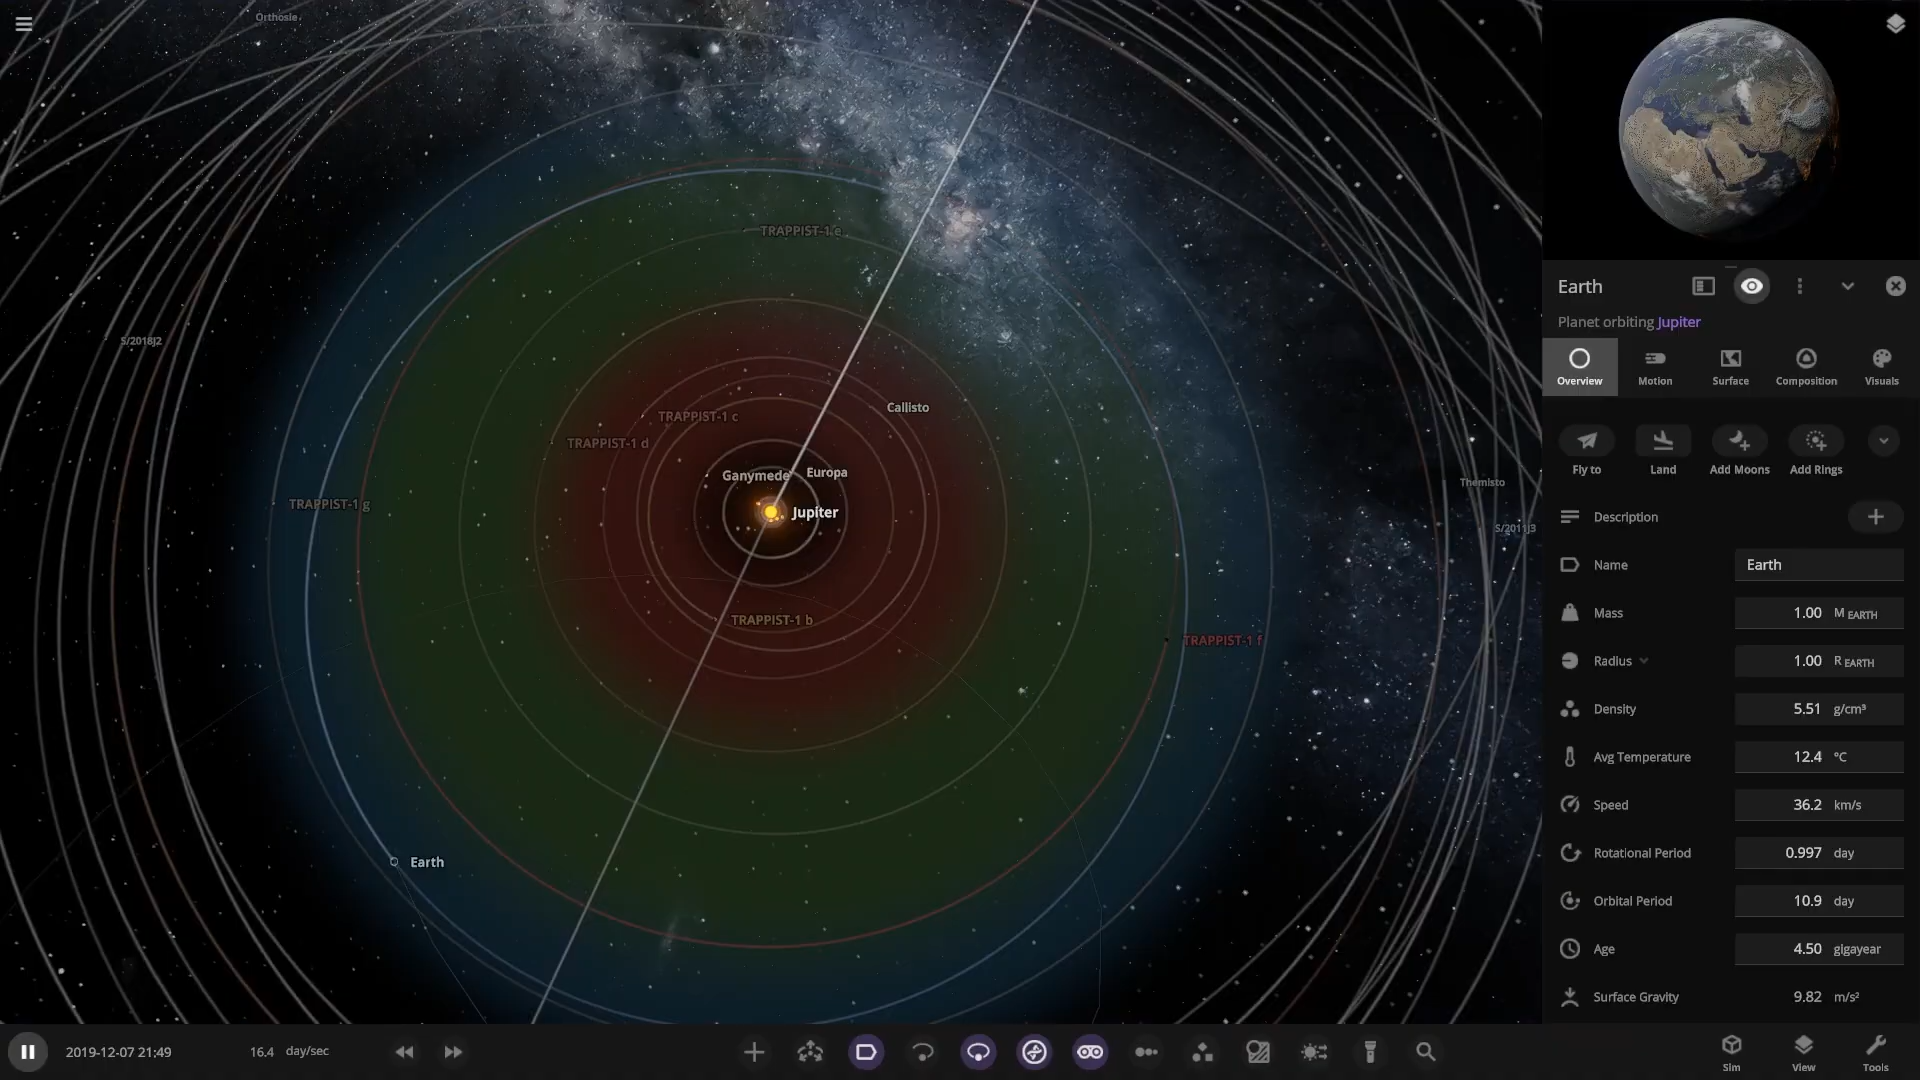 Orthosie
TRAPPIST-1 e
S/2018J2
Callisto
TRAPPIST-1 c
TRAPPIST-1 d
Ganymede
Europa
Themisto
TRAPPIST-1 g
Jupiter
S/2011J3
TRAPPIST-1 b
TRAPPIST-1 f
Earth
Earth
Planet orbiting Jupiter
Overview
Motion
Surface
Composition
Visuals
Fly to
Land
Add Moons
Add Rings
Description
Name Earth
Mass 1.00 M EARTH
Radius 1.00 R EARTH
Density 5.51 g/cm³
Avg Temperature 12.4 °C
Speed 36.2 km/s
Rotational Period 0.997 day
Orbital Period 10.9 day
Age 4.50 gigayear
Surface Gravity 9.82 m/s²
2019-12-07 21:49
16.4 day/sec
Sim
View
Tools